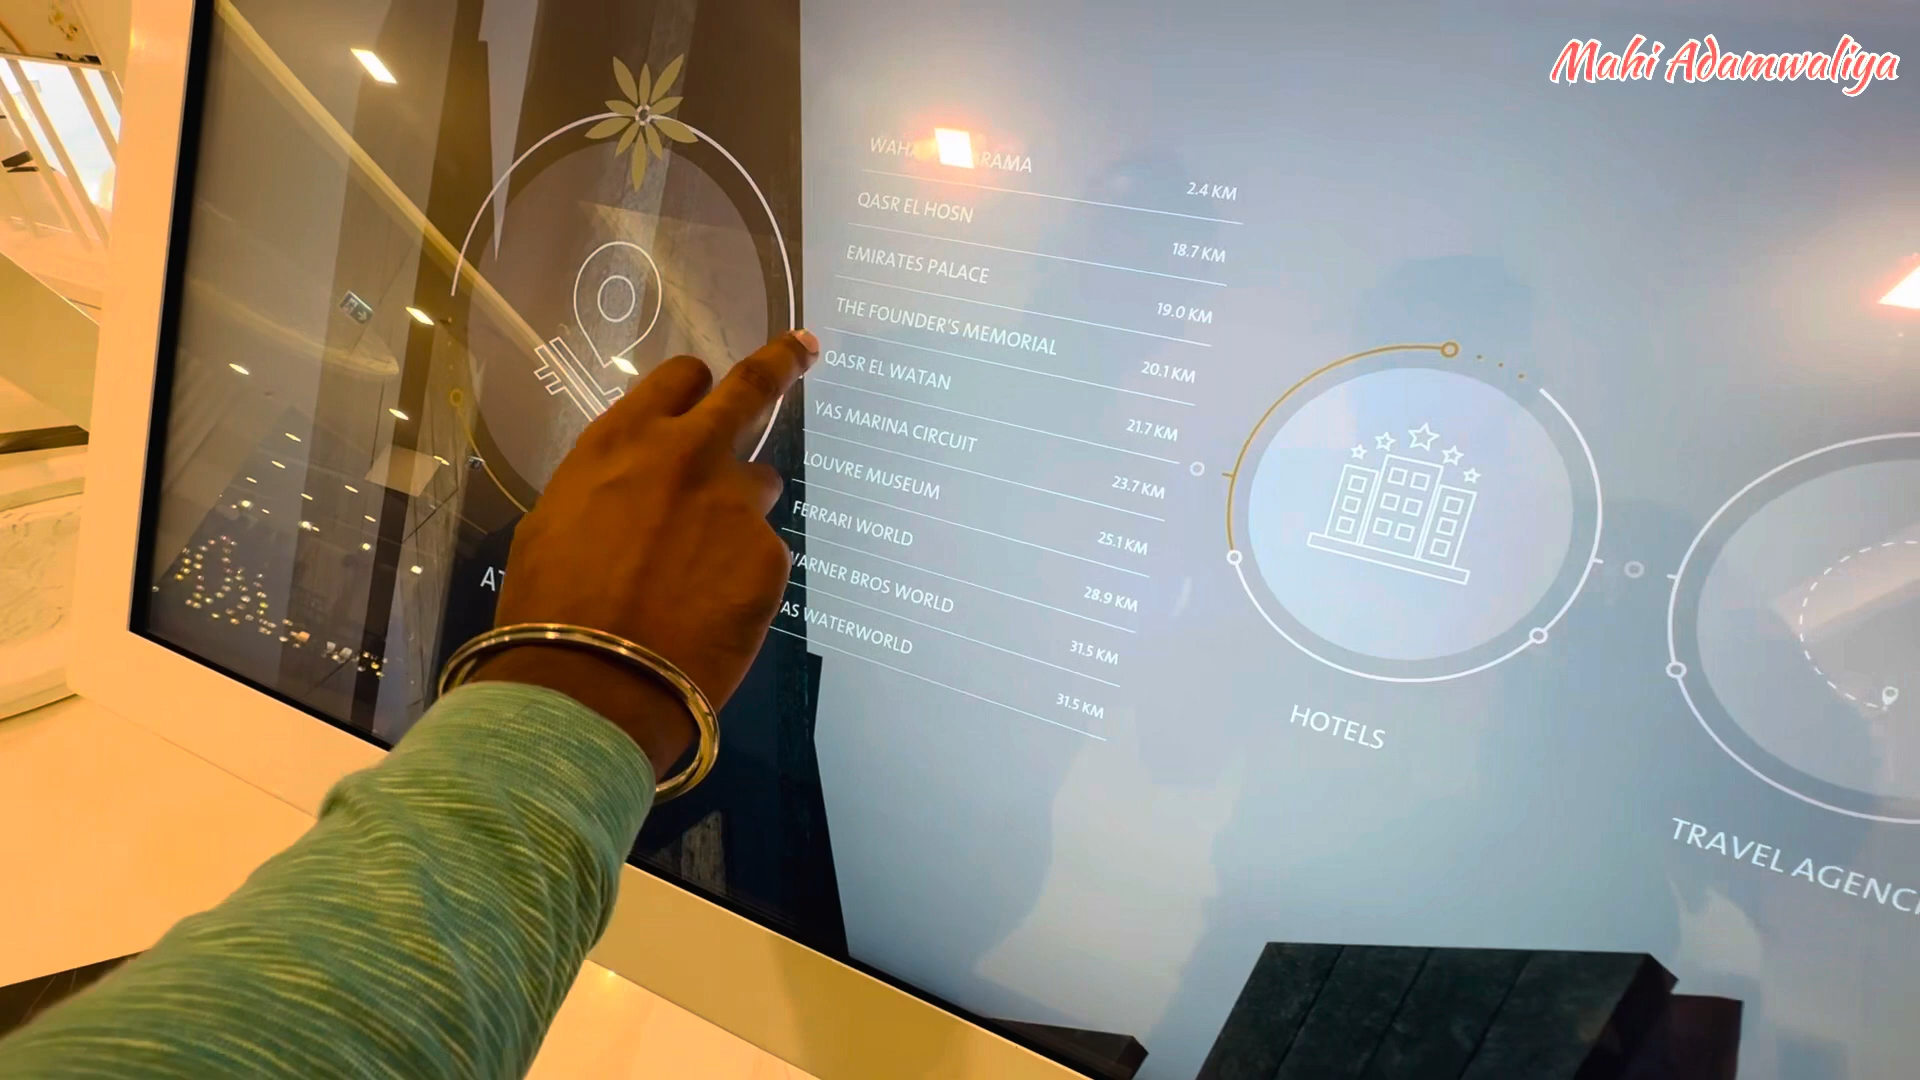 Mahi Adamwaliya
2.4 KM
QASR EL HOSN 18.7 KM
EMIRATES PALACE 19.0 KM
THE FOUNDER'S MEMORIAL 20.1 KM
QASR EL WATAN 21.7 KM
YAS MARINA CIRCUIT 23.7 KM
LOUVRE MUSEUM 25.1 KM
FERRARI WORLD 28.9 KM
WARNER BROS WORLD 31.5 KM
YAS WATERWORLD 31.5 KM
HOTELS
TRAVEL